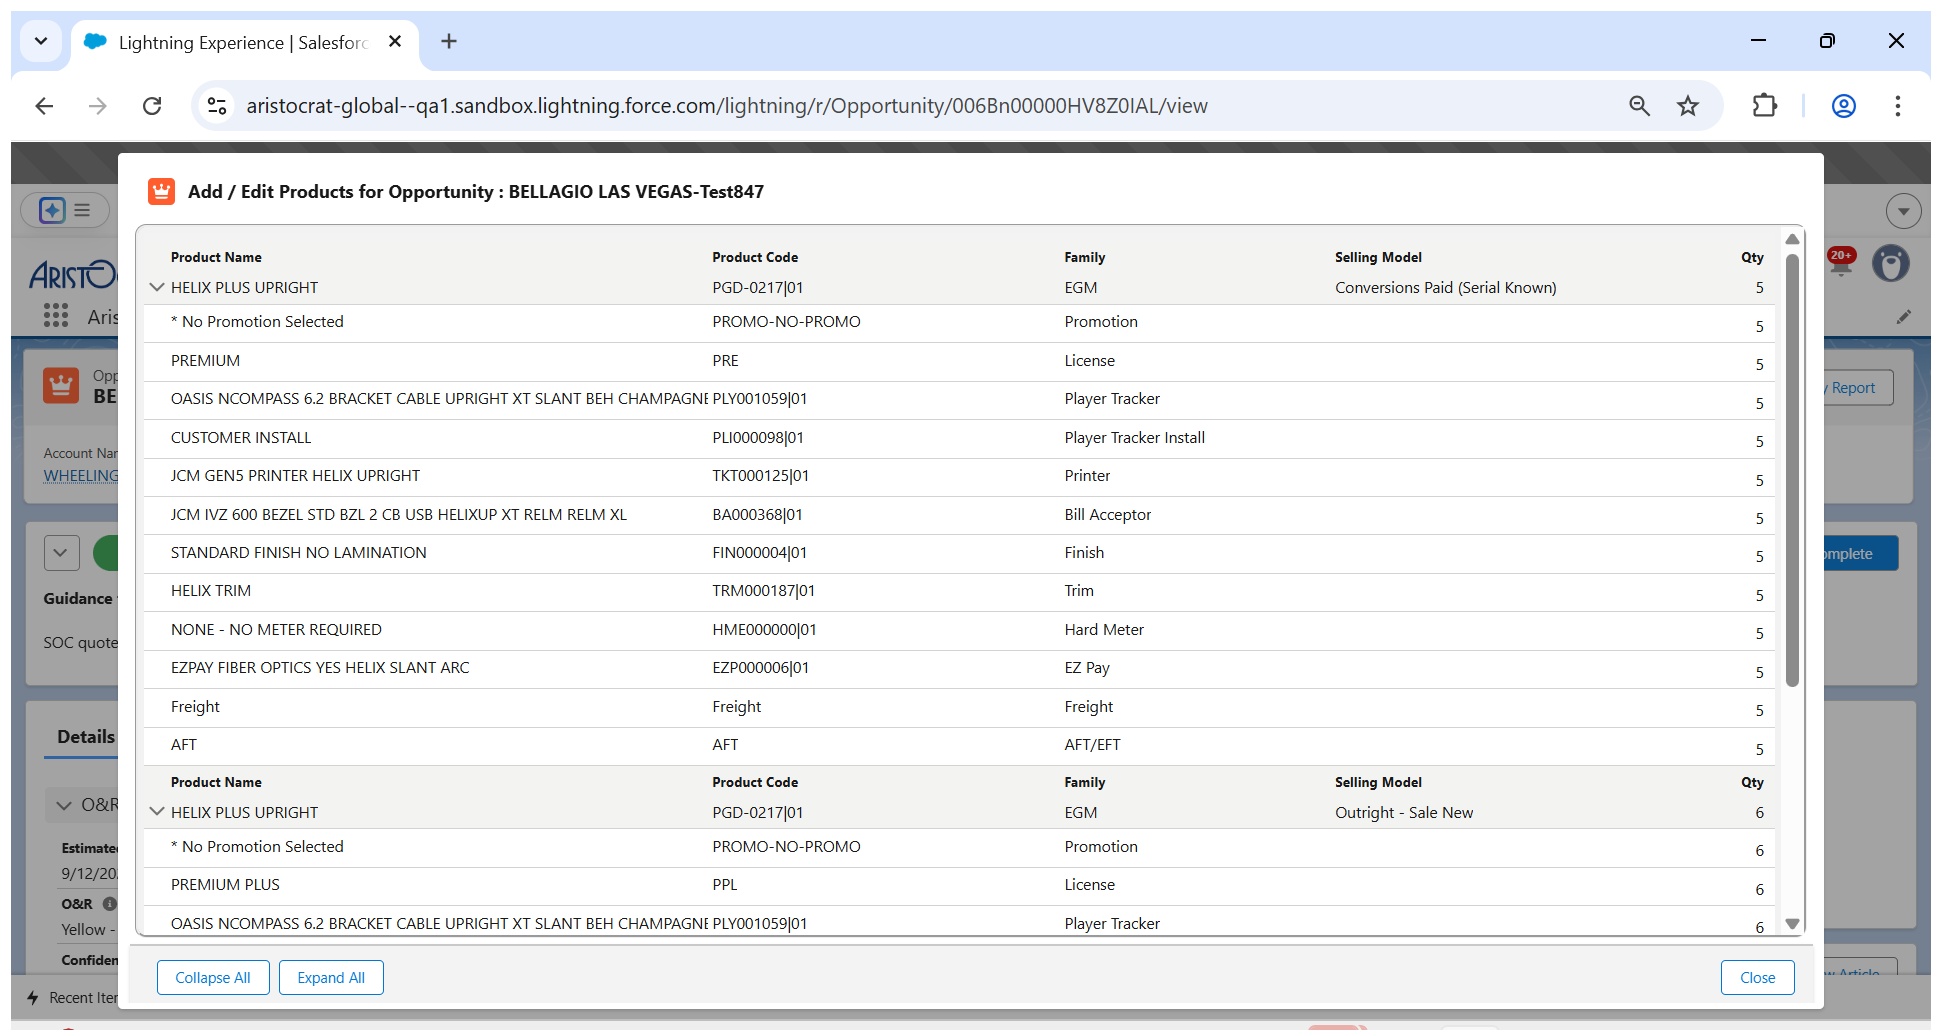 Lightning Experience | Salesforc
aristocrat-global--qa1.sandbox.lightning.force.com/lightning/r/Opportunity/006Bn00000HV8Z0IAL/view
Add / Edit Products for Opportunity : BELLAGIO LAS VEGAS-Test847
Product Name Product Code Family Selling Model Qty
HELIX PLUS UPRIGHT PGD-0217|01 EGM Conversions Paid (Serial Known) 5
* No Promotion Selected PROMO-NO-PROMO Promotion 5
PREMIUM PRE License 5
OASIS NCOMPASS 6.2 BRACKET CABLE UPRIGHT XT SLANT BEH CHAMPAGNE PLY001059|01 Player Tracker 5
CUSTOMER INSTALL PLI000098|01 Player Tracker Install 5
JCM GEN5 PRINTER HELIX UPRIGHT TKT000125|01 Printer 5
JCM IVZ 600 BEZEL STD BZL 2 CB USB HELIXUP XT RELM RELM XL BA000368|01 Bill Acceptor 5
STANDARD FINISH NO LAMINATION FIN000004|01 Finish 5
HELIX TRIM TRM000187|01 Trim 5
NONE - NO METER REQUIRED HME000000|01 Hard Meter 5
EZPAY FIBER OPTICS YES HELIX SLANT ARC EZP000006|01 EZ Pay 5
Freight Freight Freight 5
AFT AFT AFT/EFT 5
Product Name Product Code Family Selling Model Qty
HELIX PLUS UPRIGHT PGD-0217|01 EGM Outright - Sale New 6
* No Promotion Selected PROMO-NO-PROMO Promotion 6
PREMIUM PLUS PPL License 6
OASIS NCOMPASS 6.2 BRACKET CABLE UPRIGHT XT SLANT BEH CHAMPAGNE PLY001059|01 Player Tracker 6
Collapse All Expand All Close
ARISTOC
Aris
20+
Opp
BE
y Report
Account Nar
WHEELING
omplete
Guidance
SOC quote
Details
O&R
Estimated
9/12/20
O&R
Yellow -
Confiden
w Article
Recent Iter